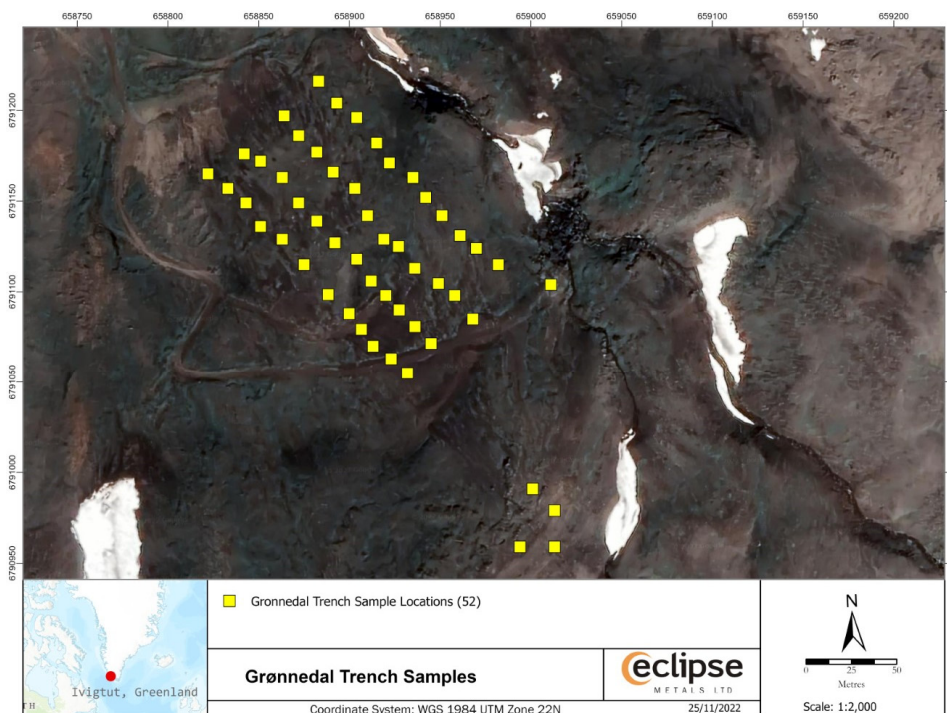 658750 658800 658850 658900 658950 659000 659050 659100 659150 659200
6791200
6791150
6791100
6791050
6791000
6790950
Gronnedal Trench Sample Locations (52)
Grønnedal Trench Samples
Coordinate System: WGS 1984 UTM Zone 22N
eclipse
METALS LTD
25/11/2022
N
0 25 50
Metres
Scale: 1:2,000
Ivigtut, Greenland
T H